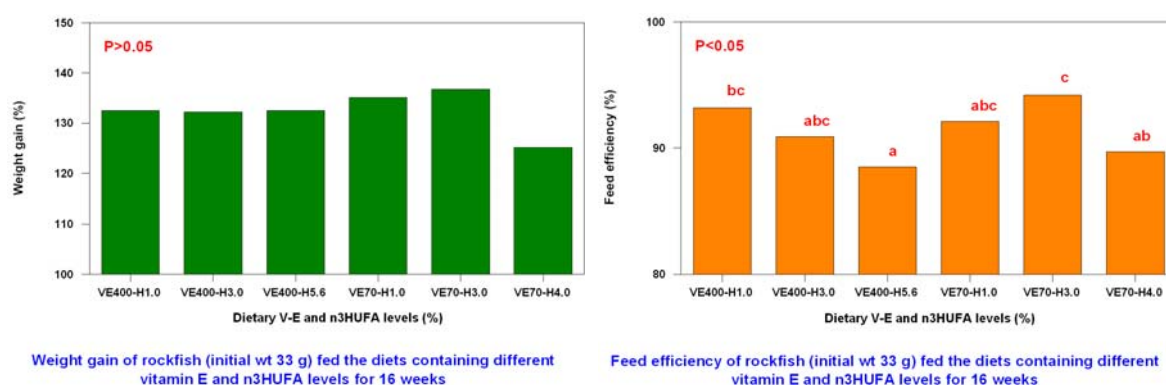 150
140
130
120
110
100
Weight gain (%)
P>0.05
VE400-H1.0 VE400-H3.0 VE400-H5.6 VE70-H1.0 VE70-H3.0 VE70-H4.0
Dietary V-E and n3HUFA levels (%)
Weight gain of rockfish (initial wt 33 g) fed the diets containing different
vitamin E and n3HUFA levels for 16 weeks
100
90
80
Feed efficiency (%)
P<0.05
bc
abc
a
abc
c
ab
VE400-H1.0 VE400-H3.0 VE400-H5.6 VE70-H1.0 VE70-H3.0 VE70-H4.0
Dietary V-E and n3HUFA levels (%)
Feed efficiency of rockfish (initial wt 33 g) fed the diets containing different
vitamin E and n3HUFA levels for 16 weeks